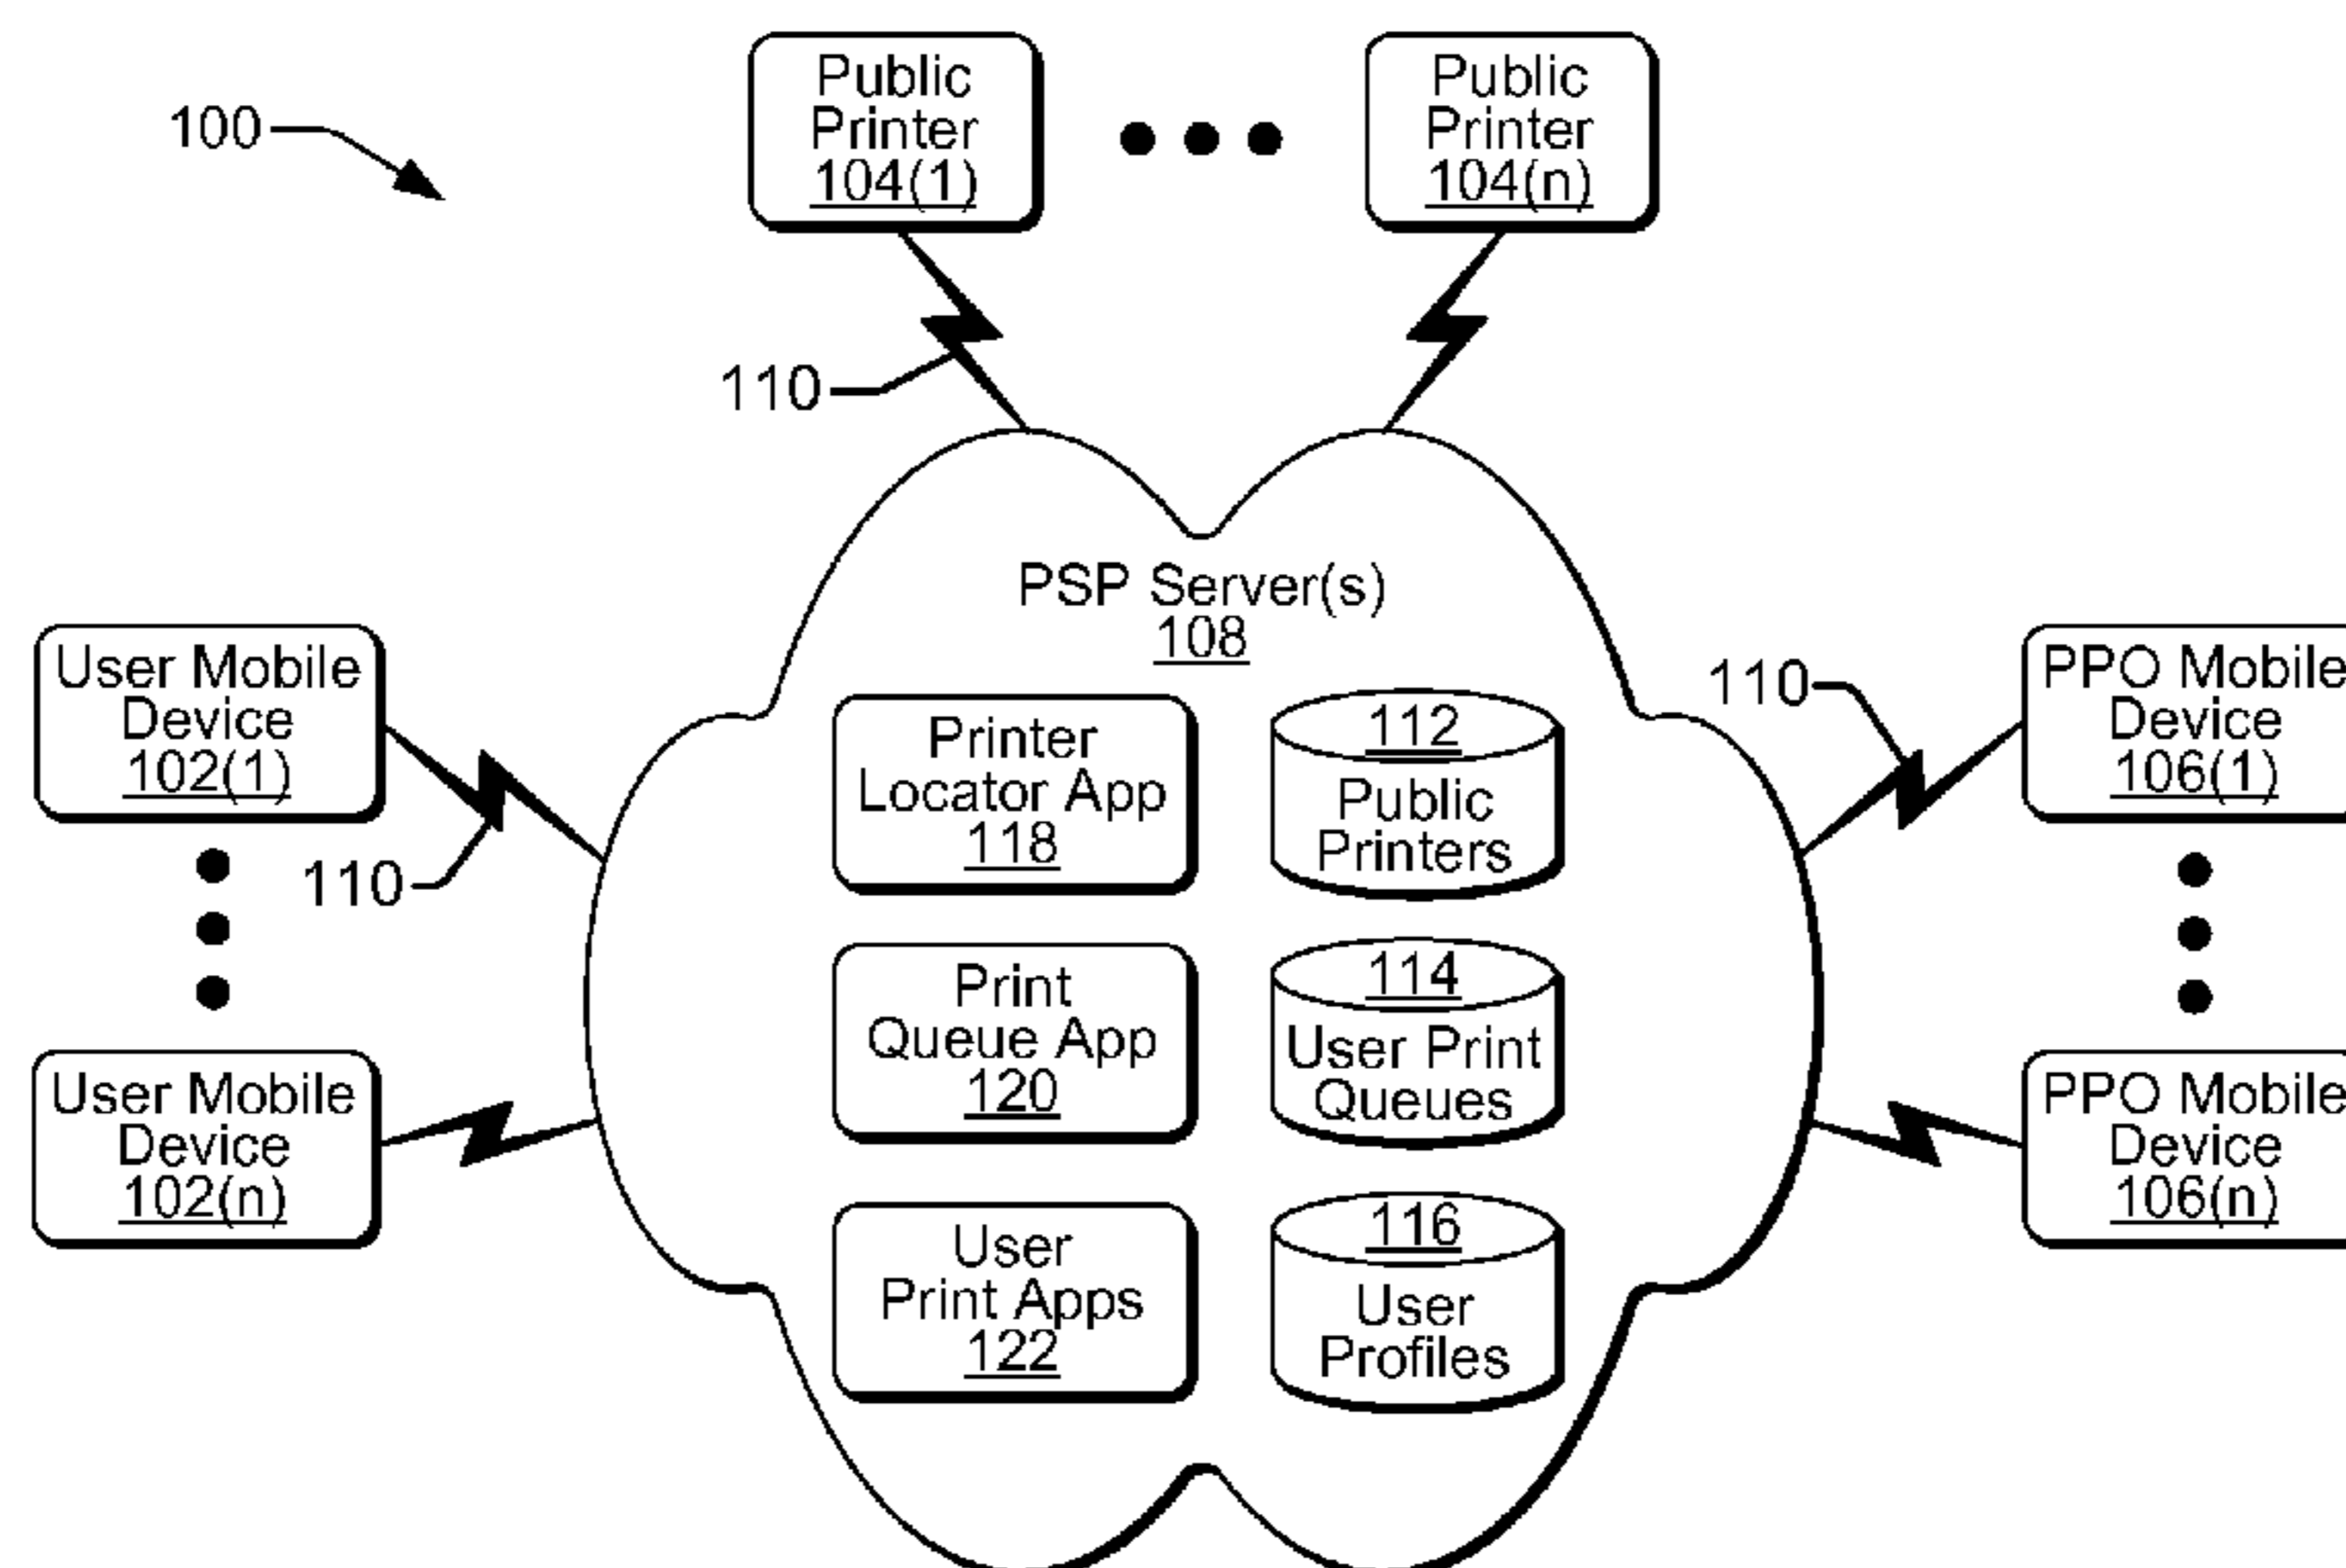 100
Public
Printer
104(1)
Public
Printer
104(n)
110
PSP Server(s)
108
User Mobile
Device
102(1)
110
110
PPO Mobile
Device
106(1)
Printer
Locator App
118
112
Public
Printers
Print
Queue App
120
114
User Print
Queues
User Mobile
Device
102(n)
PPO Mobile
Device
106(n)
User
Print Apps
122
116
User
Profiles